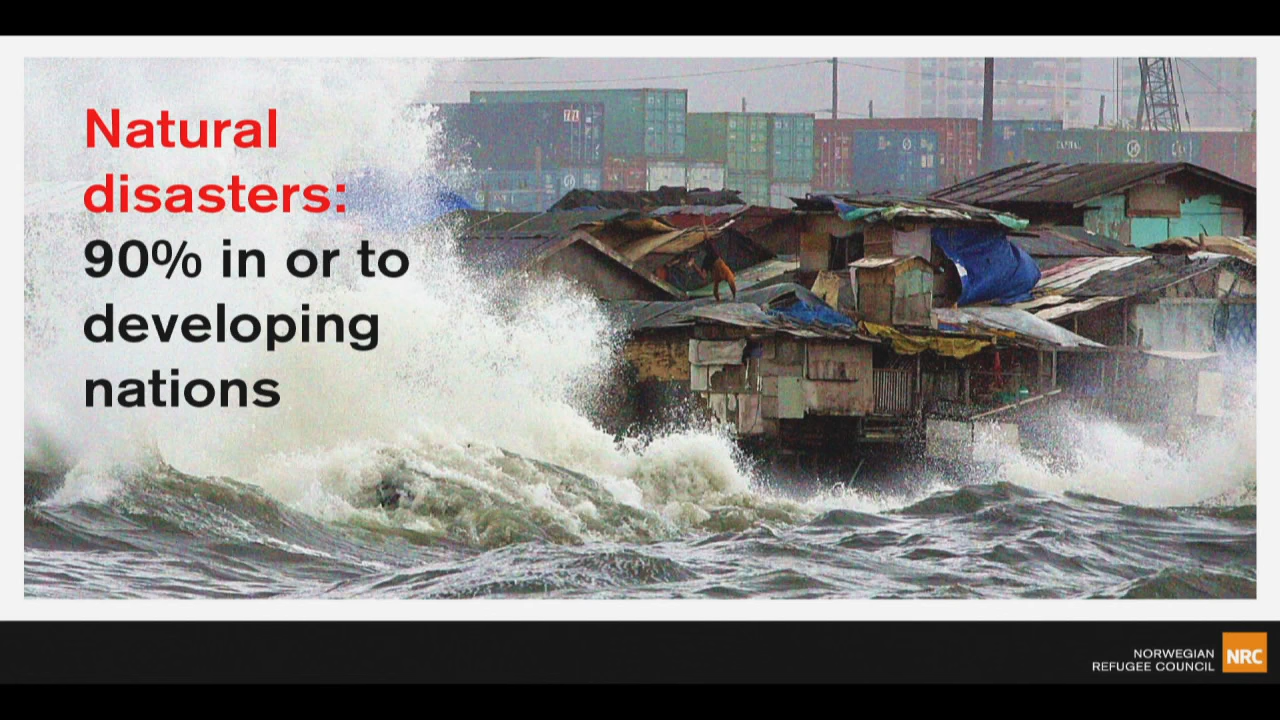 Natural
disasters:
90% in or to
developing
nations
NORWEGIAN
REFUGEE COUNCIL
NRC